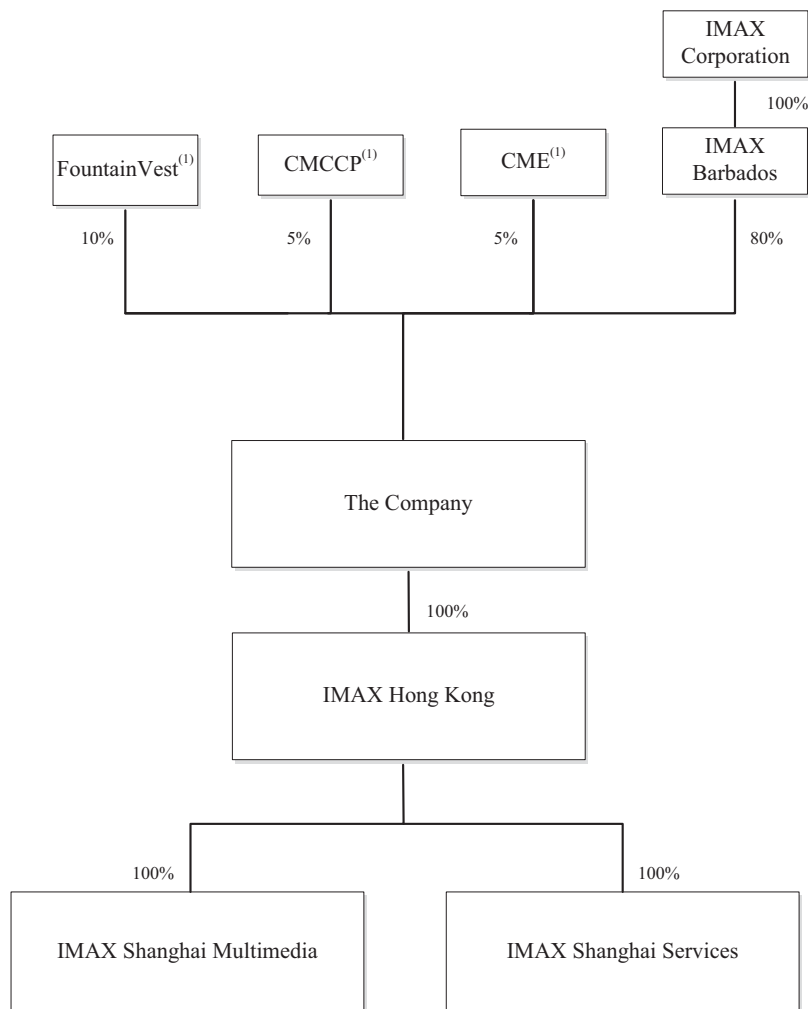 IMAX
Corporation
100%
FountainVest(1)
CMCCP(1)
CME(1)
IMAX
Barbados
10%
5%
5%
80%
The Company
100%
IMAX Hong Kong
100%
100%
IMAX Shanghai Multimedia
IMAX Shanghai Services